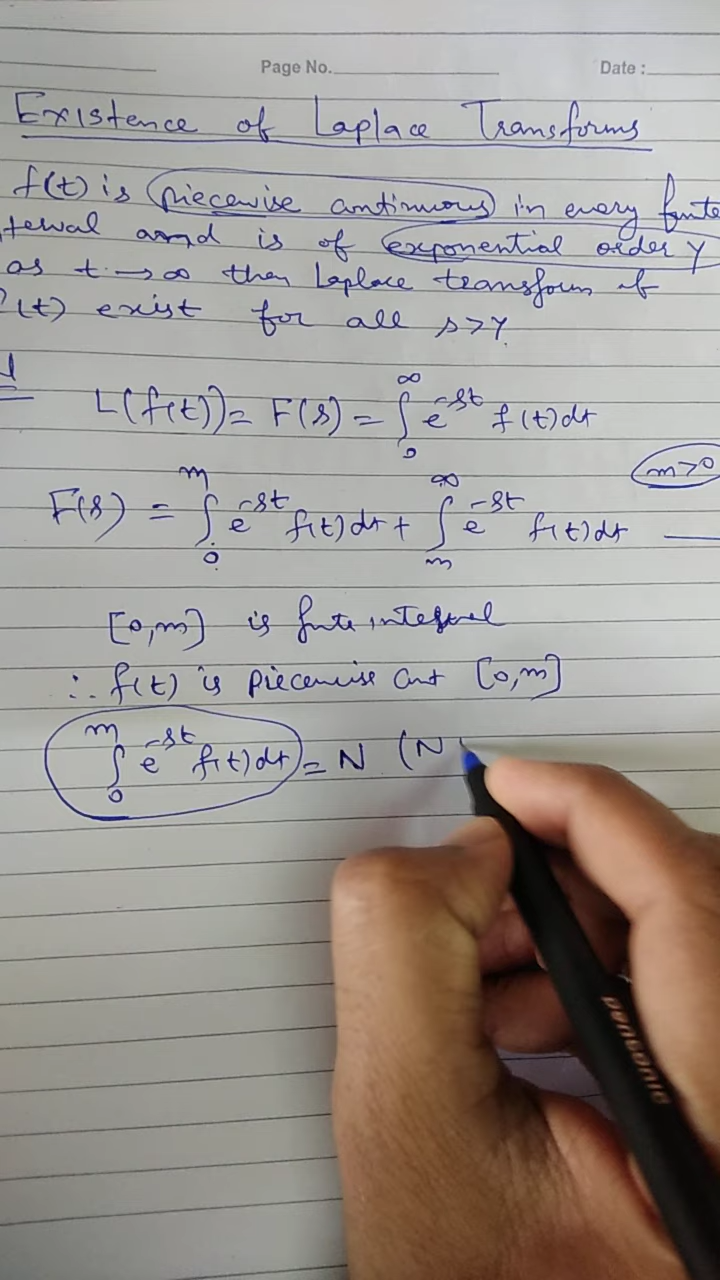 Page No. Date :
Existence of Laplace Transforms
f(t) is piecewise continuous in every finite
terval and is of exponential order γ
as t → ∞ then Laplace transform of
f(t) exist for all s>γ.
L(f(t)) = F(s) = ∫₀^∞ e^-st f(t) dt
m>0
F(s) = ∫₀^m e^-st f(t) dt + ∫ₘ^∞ e^-st f(t) dt
[0,m] is finite integral
∴ f(t) is piecewise cont [0,m]
∫₀^m e^-st f(t) dt = N (N
pentonic